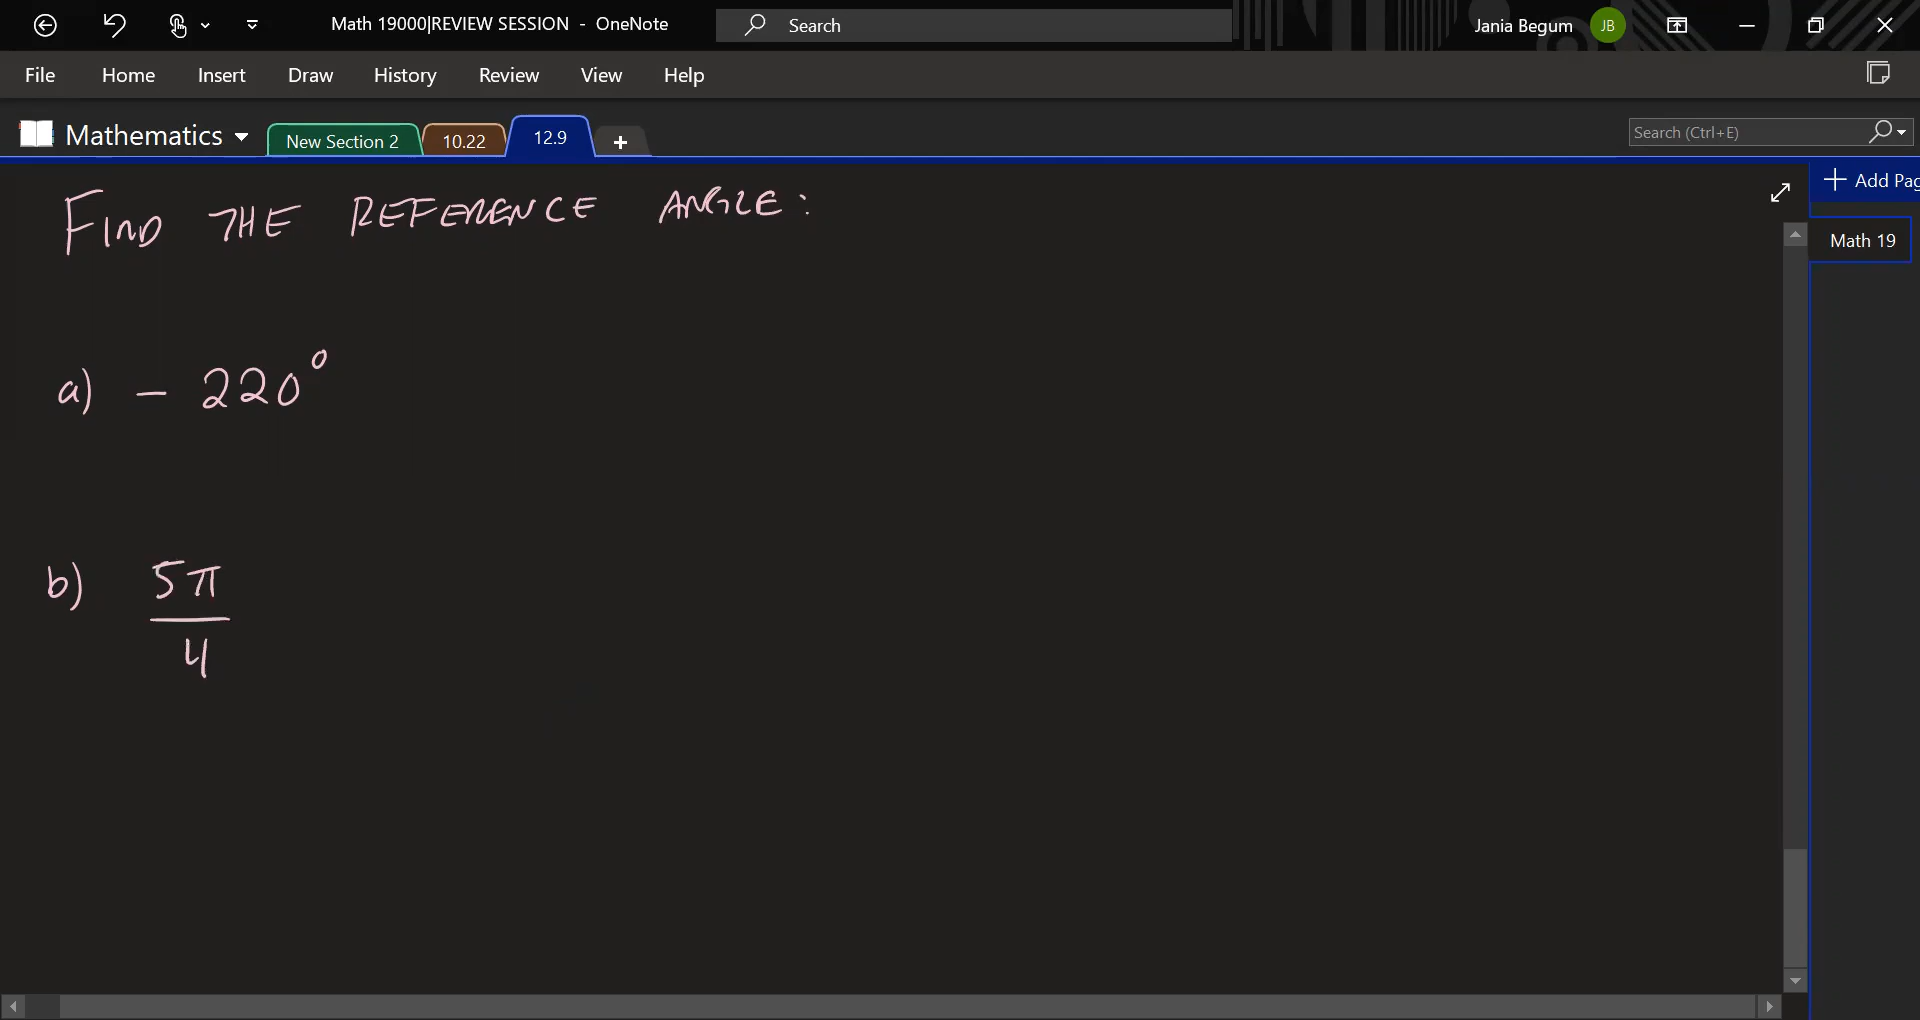 Math 19000|REVIEW SESSION - OneNote
Search
Jania Begum JB
File Home Insert Draw History Review View Help
Mathematics New Section 2 10.22 12.9 +
Search (Ctrl+E)
Add Pag
FIND THE REFERENCE ANGLE:
Math 19
a) - 220°
b) 5π
4